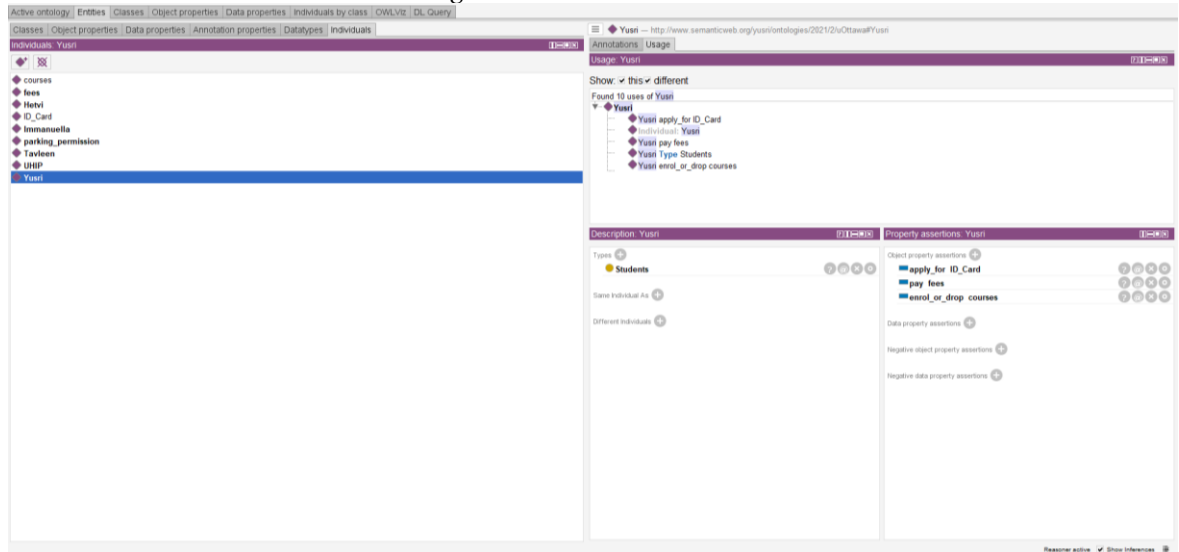 Active ontology Entities Classes Object properties Data properties Individuals by class OWLViz DL Query
Classes Object properties Data properties Annotation properties Datatypes Individuals
Individuals: Yusri
courses
fees
Hetvi
ID_Card
Immanuella
parking_permission
Tavleen
UHIP
Yusri
Yusri — http://www.semanticweb.org/yusri/ontologies/2021/2/uOttawa#Yusri
Annotations Usage
Usage: Yusri
Show: this different
Found 10 uses of Yusri
Yusri
Yusri apply_for ID_Card
Individual: Yusri
Yusri pay fees
Yusri Type Students
Yusri enrol_or_drop courses
Description: Yusri
Types
Students
Same Individual As
Different Individuals
Property assertions: Yusri
Object property assertions
apply_for ID_Card
pay fees
enrol_or_drop courses
Data property assertions
Negative object property assertions
Negative data property assertions
Reasoner active Show Inferences